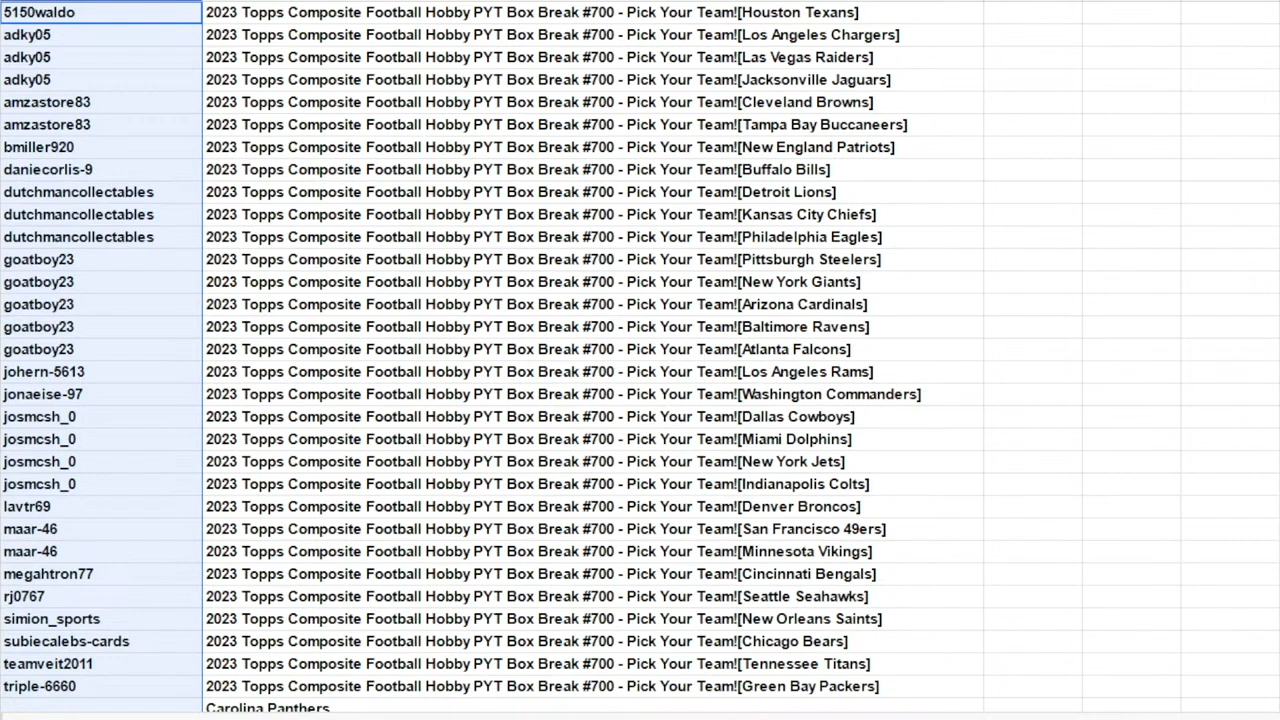 5150waldo 2023 Topps Composite Football Hobby PYT Box Break #700 - Pick Your Team![Houston Texans]
adky05 2023 Topps Composite Football Hobby PYT Box Break #700 - Pick Your Team![Los Angeles Chargers]
adky05 2023 Topps Composite Football Hobby PYT Box Break #700 - Pick Your Team![Las Vegas Raiders]
adky05 2023 Topps Composite Football Hobby PYT Box Break #700 - Pick Your Team![Jacksonville Jaguars]
amzastore83 2023 Topps Composite Football Hobby PYT Box Break #700 - Pick Your Team![Cleveland Browns]
amzastore83 2023 Topps Composite Football Hobby PYT Box Break #700 - Pick Your Team![Tampa Bay Buccaneers]
bmiller920 2023 Topps Composite Football Hobby PYT Box Break #700 - Pick Your Team![New England Patriots]
daniecorlis-9 2023 Topps Composite Football Hobby PYT Box Break #700 - Pick Your Team![Buffalo Bills]
dutchmancollectables 2023 Topps Composite Football Hobby PYT Box Break #700 - Pick Your Team![Detroit Lions]
dutchmancollectables 2023 Topps Composite Football Hobby PYT Box Break #700 - Pick Your Team![Kansas City Chiefs]
dutchmancollectables 2023 Topps Composite Football Hobby PYT Box Break #700 - Pick Your Team![Philadelphia Eagles]
goatboy23 2023 Topps Composite Football Hobby PYT Box Break #700 - Pick Your Team![Pittsburgh Steelers]
goatboy23 2023 Topps Composite Football Hobby PYT Box Break #700 - Pick Your Team![New York Giants]
goatboy23 2023 Topps Composite Football Hobby PYT Box Break #700 - Pick Your Team![Arizona Cardinals]
goatboy23 2023 Topps Composite Football Hobby PYT Box Break #700 - Pick Your Team![Baltimore Ravens]
goatboy23 2023 Topps Composite Football Hobby PYT Box Break #700 - Pick Your Team![Atlanta Falcons]
johern-5613 2023 Topps Composite Football Hobby PYT Box Break #700 - Pick Your Team![Los Angeles Rams]
jonaeise-97 2023 Topps Composite Football Hobby PYT Box Break #700 - Pick Your Team![Washington Commanders]
josmcsh_0 2023 Topps Composite Football Hobby PYT Box Break #700 - Pick Your Team![Dallas Cowboys]
josmcsh_0 2023 Topps Composite Football Hobby PYT Box Break #700 - Pick Your Team![Miami Dolphins]
josmcsh_0 2023 Topps Composite Football Hobby PYT Box Break #700 - Pick Your Team![New York Jets]
josmcsh_0 2023 Topps Composite Football Hobby PYT Box Break #700 - Pick Your Team![Indianapolis Colts]
lavtr69 2023 Topps Composite Football Hobby PYT Box Break #700 - Pick Your Team![Denver Broncos]
maar-46 2023 Topps Composite Football Hobby PYT Box Break #700 - Pick Your Team![San Francisco 49ers]
maar-46 2023 Topps Composite Football Hobby PYT Box Break #700 - Pick Your Team![Minnesota Vikings]
megahtron77 2023 Topps Composite Football Hobby PYT Box Break #700 - Pick Your Team![Cincinnati Bengals]
rj0767 2023 Topps Composite Football Hobby PYT Box Break #700 - Pick Your Team![Seattle Seahawks]
simion_sports 2023 Topps Composite Football Hobby PYT Box Break #700 - Pick Your Team![New Orleans Saints]
subiecalebs-cards 2023 Topps Composite Football Hobby PYT Box Break #700 - Pick Your Team![Chicago Bears]
teamveit2011 2023 Topps Composite Football Hobby PYT Box Break #700 - Pick Your Team![Tennessee Titans]
triple-6660 2023 Topps Composite Football Hobby PYT Box Break #700 - Pick Your Team![Green Bay Packers]
Carolina Panthers